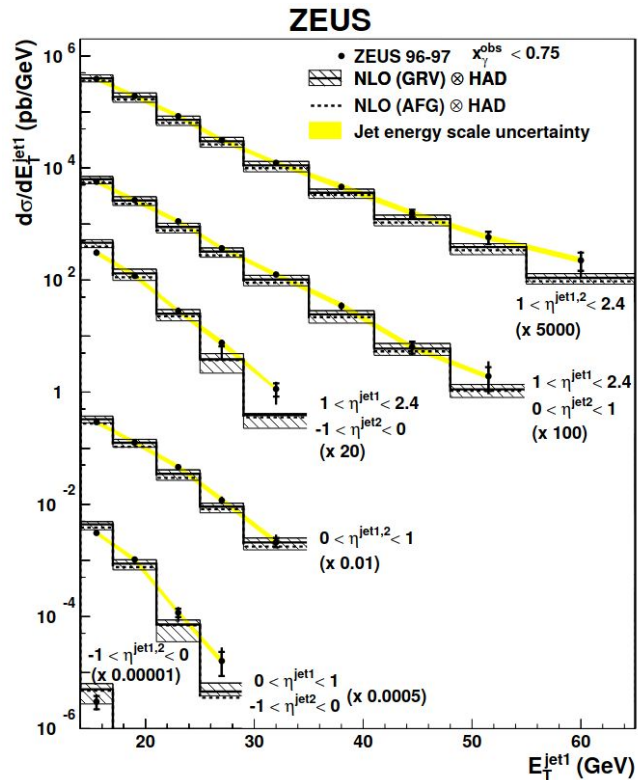 ZEUS
ZEUS 96-97 x_γ^obs < 0.75
NLO (GRV) ⊗ HAD
NLO (AFG) ⊗ HAD
Jet energy scale uncertainty
dσ/dE_T^jet1 (pb/GeV)
10^6
10^4
10^2
1
10^-2
10^-4
10^-6
1 < η^jet1,2 < 2.4
(x 5000)
1 < η^jet1 < 2.4
0 < η^jet2 < 1
(x 100)
1 < η^jet1 < 2.4
-1 < η^jet2 < 0
(x 20)
0 < η^jet1,2 < 1
(x 0.01)
-1 < η^jet1,2 < 0
(x 0.00001)
0 < η^jet1 < 1
-1 < η^jet2 < 0 (x 0.0005)
20 30 40 50 60
E_T^jet1 (GeV)